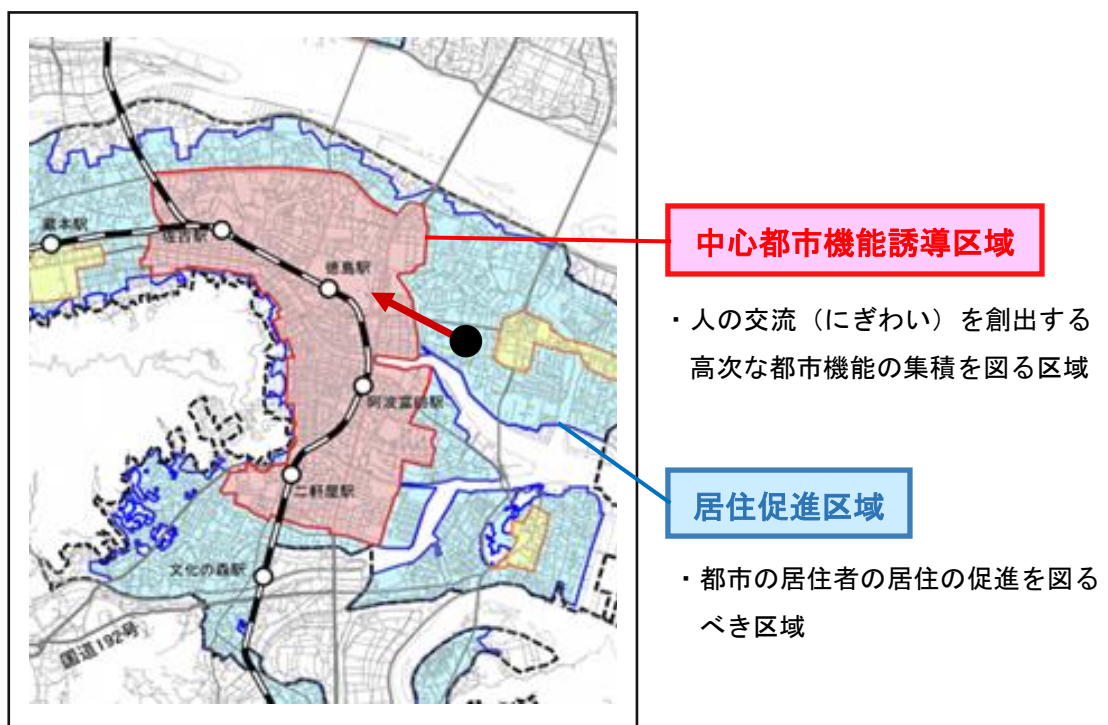 蔵本駅
佐古駅
徳島駅
阿波富田駅
二軒屋駅
文化の森駅
国道192号
中心都市機能誘導区域
・人の交流（にぎわい）を創出する
高次な都市機能の集積を図る区域
居住促進区域
・都市の居住者の居住の促進を図る
べき区域